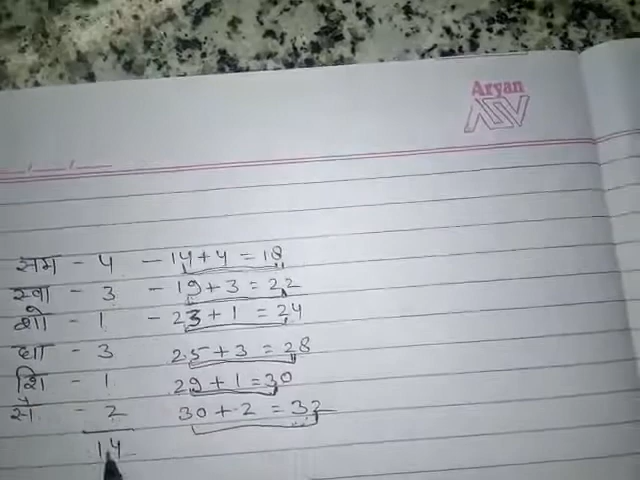 Aryan
सम - 4 - 14+4 = 18
स्वा - 3 - 19+3 = 22
शो - 1 - 23+1 = 24
द्या - 3 25+3 = 28
शि - 1 29+1=30
सं - 2 30+2 = 32
14